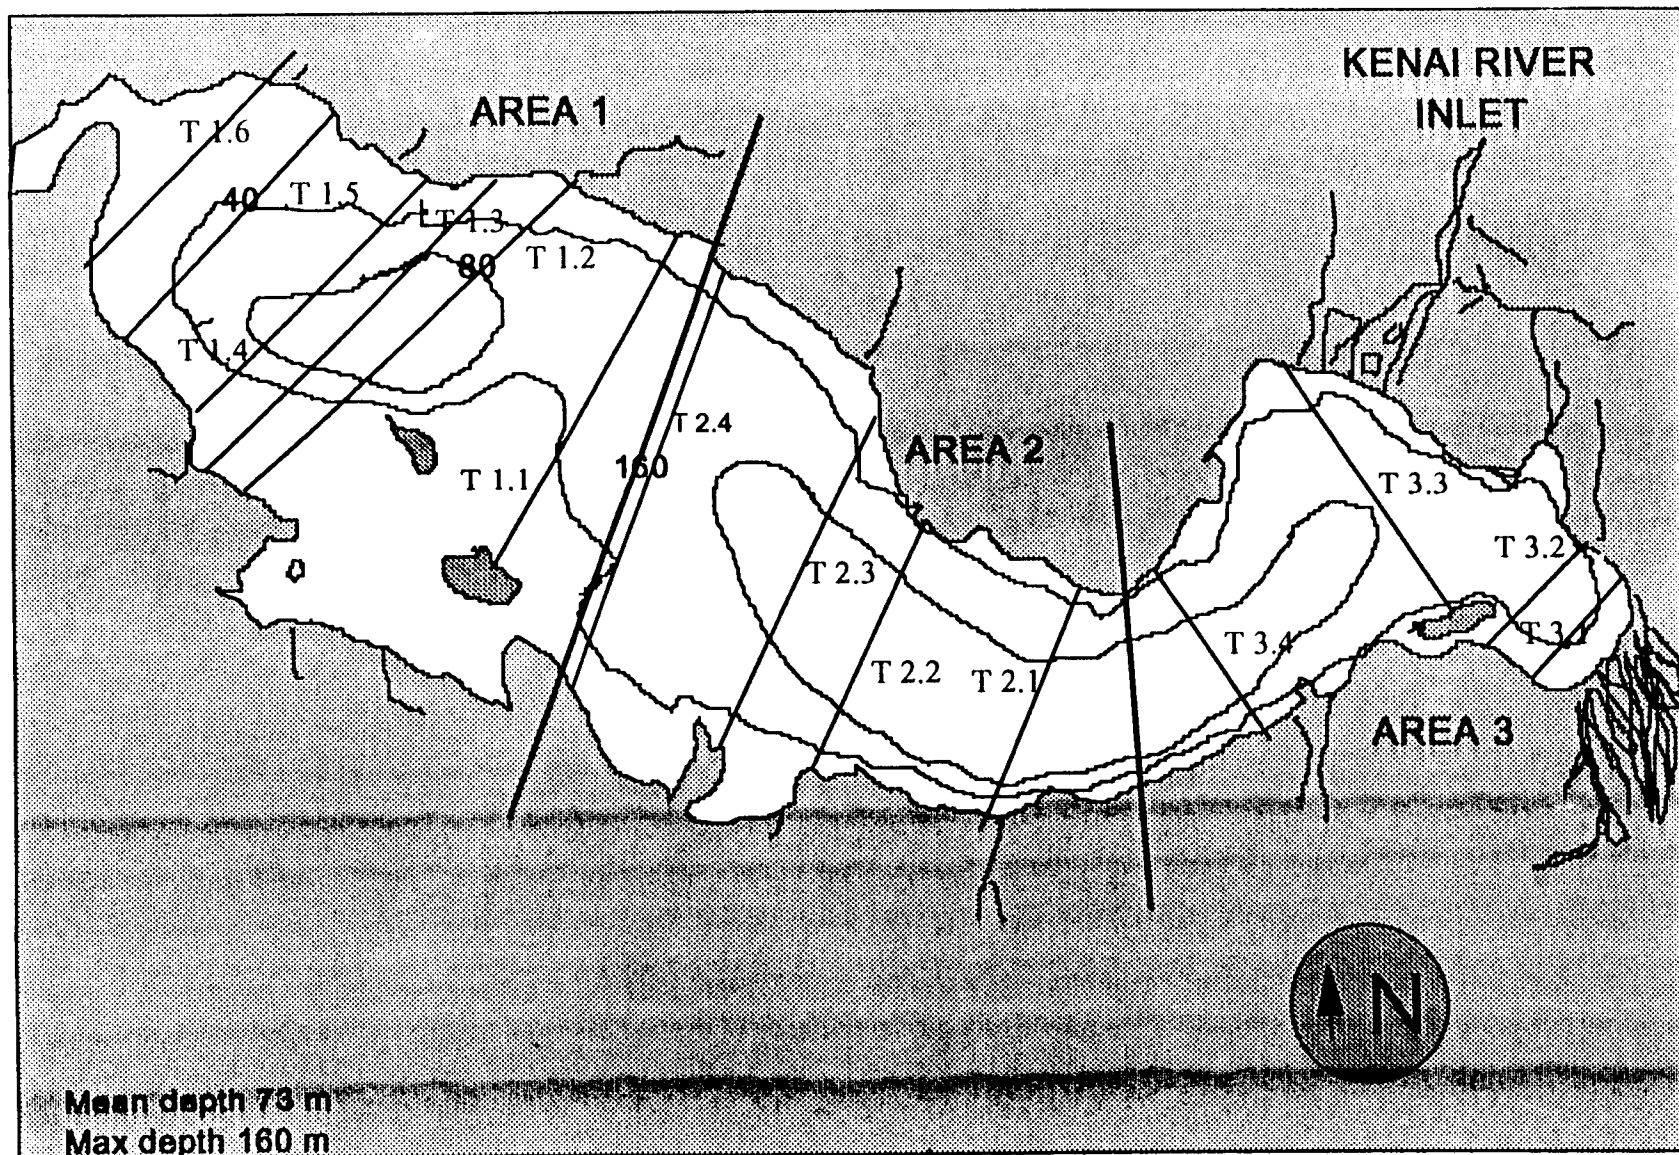 KENAI RIVER
INLET
AREA 1
T 1.6
40
T 1.5
T 1.3
80
T 1.2
T 1.4
T 2.4
160
T 1.1
AREA 2
T 3.3
T 3.2
T 2.3
T 3.1
T 3.4
T 2.2
T 2.1
AREA 3
N
Mean depth 73 m
Max depth 160 m